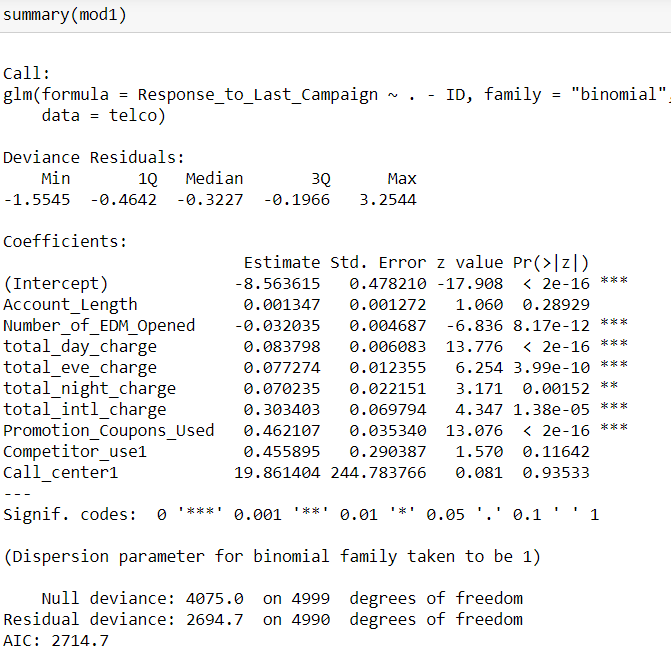 summary(mod1)
Call:
glm(formula = Response_to_Last_Campaign ~ . - ID, family = "binomial",
    data = telco)
Deviance Residuals:
    Min       1Q   Median       3Q      Max
-1.5545  -0.4642  -0.3227  -0.1966   3.2544
Coefficients:
                         Estimate Std. Error z value Pr(>|z|)
(Intercept)             -8.563615   0.478210 -17.908  < 2e-16 ***
Account_Length           0.001347   0.001272   1.060  0.28929
Number_of_EDM_Opened    -0.032035   0.004687  -6.836 8.17e-12 ***
total_day_charge         0.083798   0.006083  13.776  < 2e-16 ***
total_eve_charge         0.077274   0.012355   6.254 3.99e-10 ***
total_night_charge       0.070235   0.022151   3.171  0.00152 **
total_intl_charge        0.303403   0.069794   4.347 1.38e-05 ***
Promotion_Coupons_Used   0.462107   0.035340  13.076  < 2e-16 ***
Competitor_use1          0.455895   0.290387   1.570  0.11642
Call_center1            19.861404 244.783766   0.081  0.93533
---
Signif. codes:  0 '***' 0.001 '**' 0.01 '*' 0.05 '.' 0.1 ' ' 1
(Dispersion parameter for binomial family taken to be 1)
    Null deviance: 4075.0  on 4999  degrees of freedom
Residual deviance: 2694.7  on 4990  degrees of freedom
AIC: 2714.7